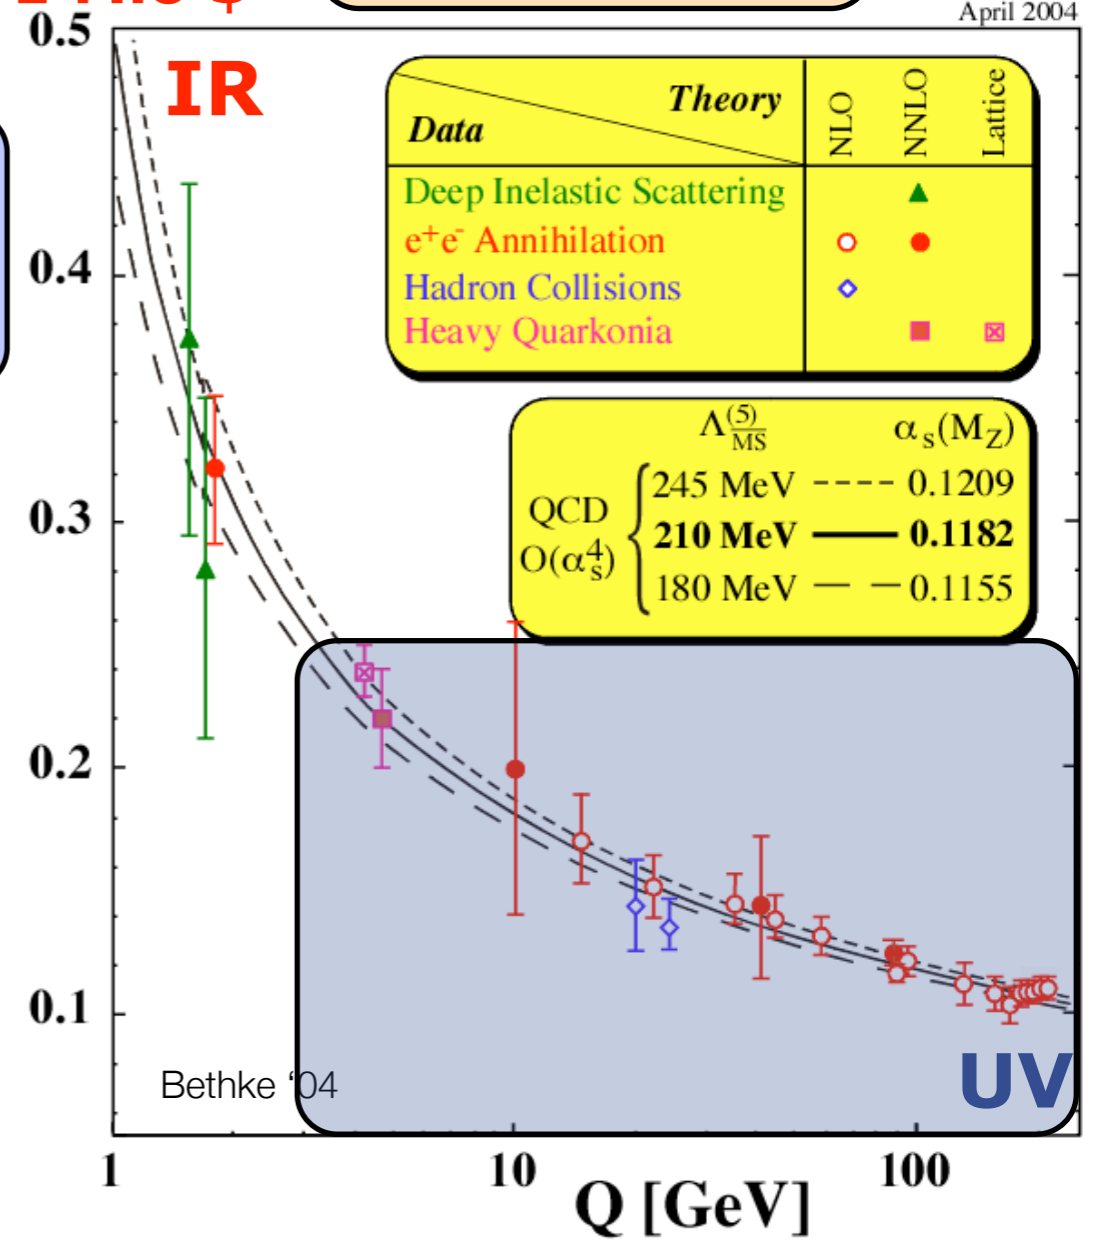 April 2004
0.5
IR
Theory
Data
NLO
NNLO
Lattice
Deep Inelastic Scattering
e⁺e⁻ Annihilation
Hadron Collisions
Heavy Quarkonia
0.4
Λ(5)MS αs(MZ)
QCD
O(αs⁴)
245 MeV 0.1209
210 MeV 0.1182
180 MeV 0.1155
0.3
0.2
0.1
Bethke ‘04
UV
1 10 100
Q [GeV]